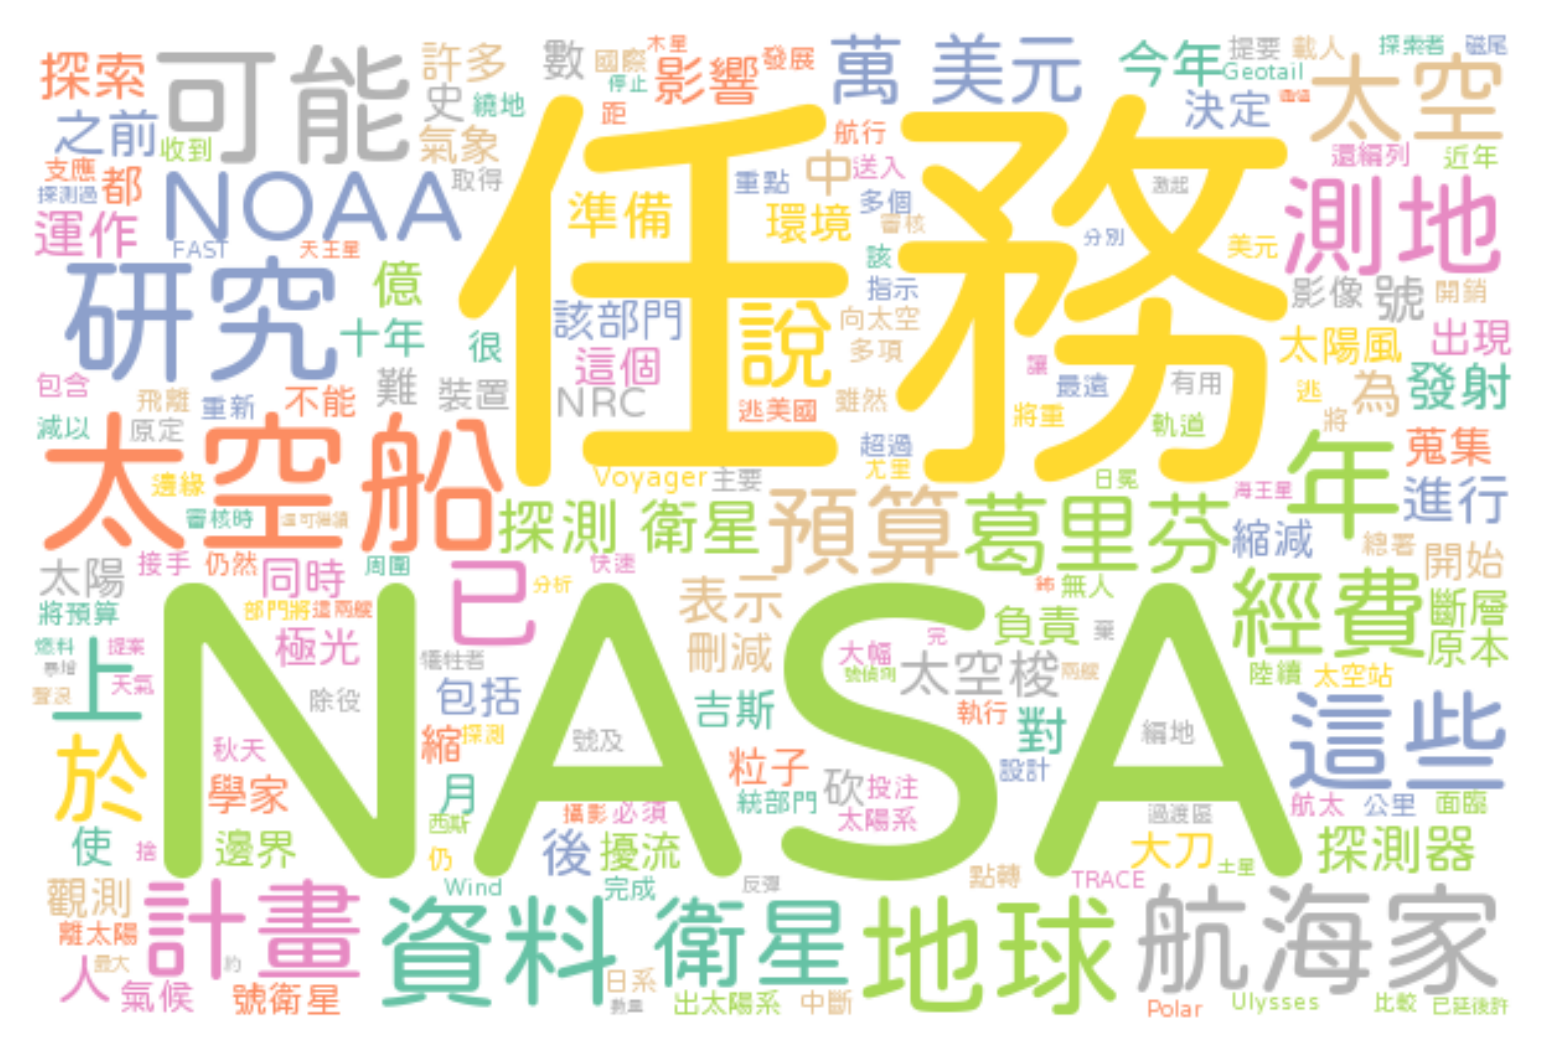 探索
可能
許多
數
國際
木星
影響
發展
萬 美元
今年
提要
載人
探索者
磁尾
停止
Geotail
太空
之前
收到
史
繞地
氣象
距
航行
決定
還編列
近年
支應
探測過
都
NOAA
取得
任務
準備
重點
中
送入
多個
環境
審核
激起
分別
美元
測地
運作
FAST
天王星
研究
億
十年
很
該部門
這個
說
該
指示
向太空
多項
影像
號
開銷
太陽風
出現
包含
飛離
重新
不能
難
裝置
NRC
逃美國
雖然
讓
最遠
有用
逃
為
發射
減以
原定
超過
將重
軌道
將
年
蒐集
太空船
邊緣
審核時
Voyager
主要
尤里
日冕
海王星
進行
探測
衛星
預算
葛里芬
縮減
總署
開始
太陽
接手
仍然
同時
周圍
已
快速
分析
無人
經費
斷層
將預算
部門將
這兩艘
表示
負責
棄
原本
燃料
提案
上
天氣
聲浪
極光
犧牲者
刪減
大幅
完
太空梭
兩艘
陸續
太空站
除役
包括
吉斯
執行
對
編地
這些
於
秋天
縮
探測
號及
粒子
設計
學家
月
砍
投注
NASA
統部門
太陽系
攝影
必須
過渡區
航太
公里
面臨
使
捨
邊界
西斯
仍
後
擾流
大刀
土星
探測器
觀測
計畫
Wind
完成
反彈
點轉
TRACE
離太陽
人
最大
約
氣候
號衛星
資料
衛星
地球
航海家
日系
出太陽系
中斷
Polar
Ulysses
比較
已延後許